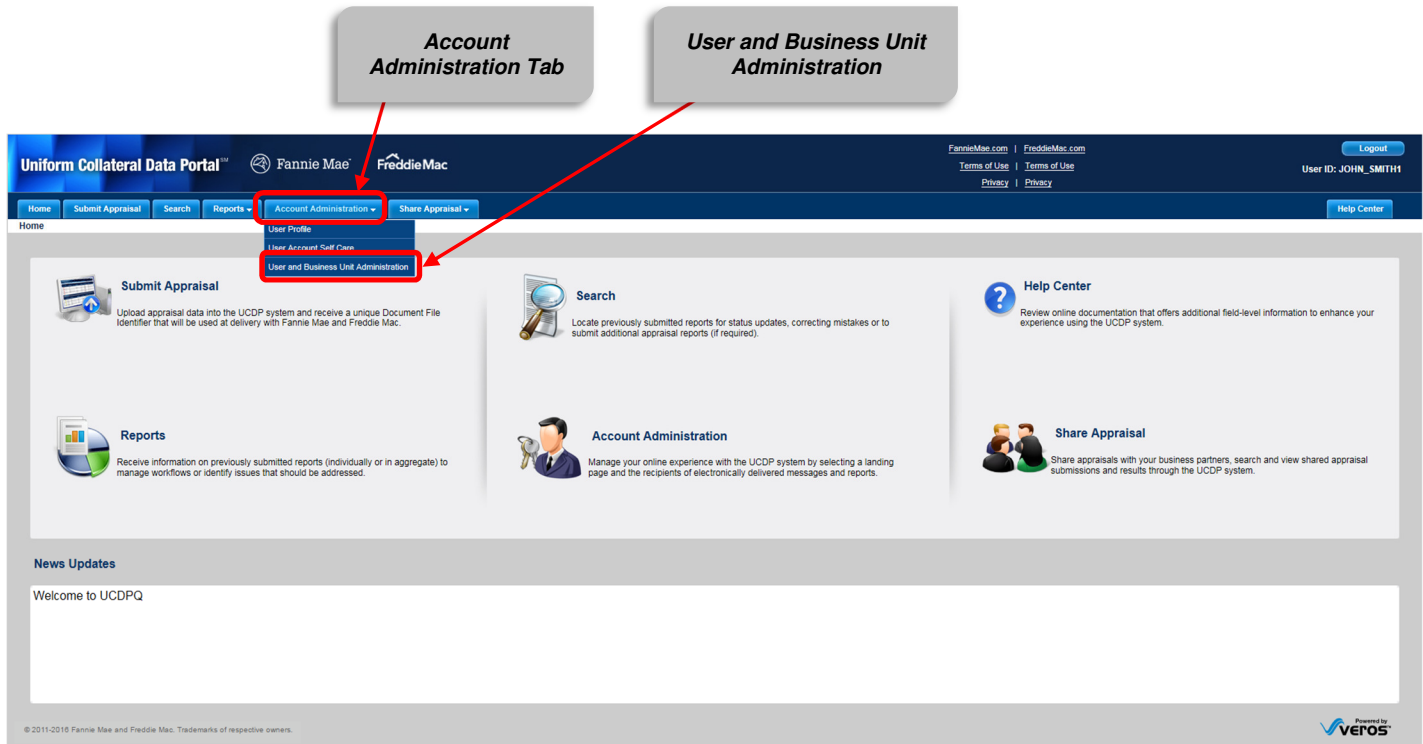 Account
Administration Tab
User and Business Unit
Administration
Uniform Collateral Data Portal℠
Fannie Mae®
Freddie Mac
FannieMae.com | FreddieMac.com
Terms of Use | Terms of Use
Privacy | Privacy
Logout
User ID: JOHN_SMITH1
Home Submit Appraisal Search Reports Account Administration Share Appraisal Help Center
Home
User Profile
User Account Self Care
User and Business Unit Administration
Submit Appraisal
Upload appraisal data into the UCDP system and receive a unique Document File
Identifier that will be used at delivery with Fannie Mae and Freddie Mac.
Search
Locate previously submitted reports for status updates, correcting mistakes or to
submit additional appraisal reports (if required).
Help Center
Review online documentation that offers additional field-level information to enhance your
experience using the UCDP system.
Reports
Receive information on previously submitted reports (individually or in aggregate) to
manage workflows or identify issues that should be addressed.
Account Administration
Manage your online experience with the UCDP system by selecting a landing
page and the recipients of electronically delivered messages and reports.
Share Appraisal
Share appraisals with your business partners, search and view shared appraisal
submissions and results through the UCDP system.
News Updates
Welcome to UCDPQ
© 2011-2016 Fannie Mae and Freddie Mac. Trademarks of respective owners.
Powered by
veros™